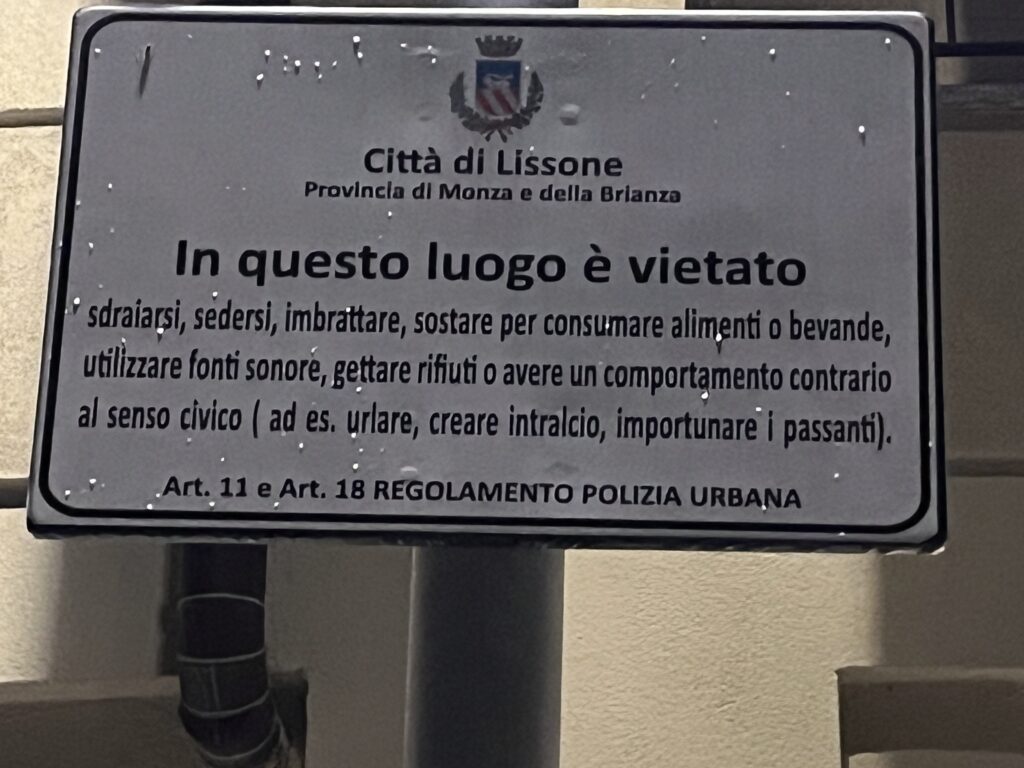 Città di Lissone
Provincia di Monza e della Brianza
In questo luogo è vietato
sdraiarsi, sedersi, imbrattare, sostare per consumare alimenti o bevande,
utilizzare fonti sonore, gettare rifiuti o avere un comportamento contrario
al senso civico ( ad es. urlare, creare intralcio, importunare i passanti).
Art. 11 e Art. 18 REGOLAMENTO POLIZIA URBANA